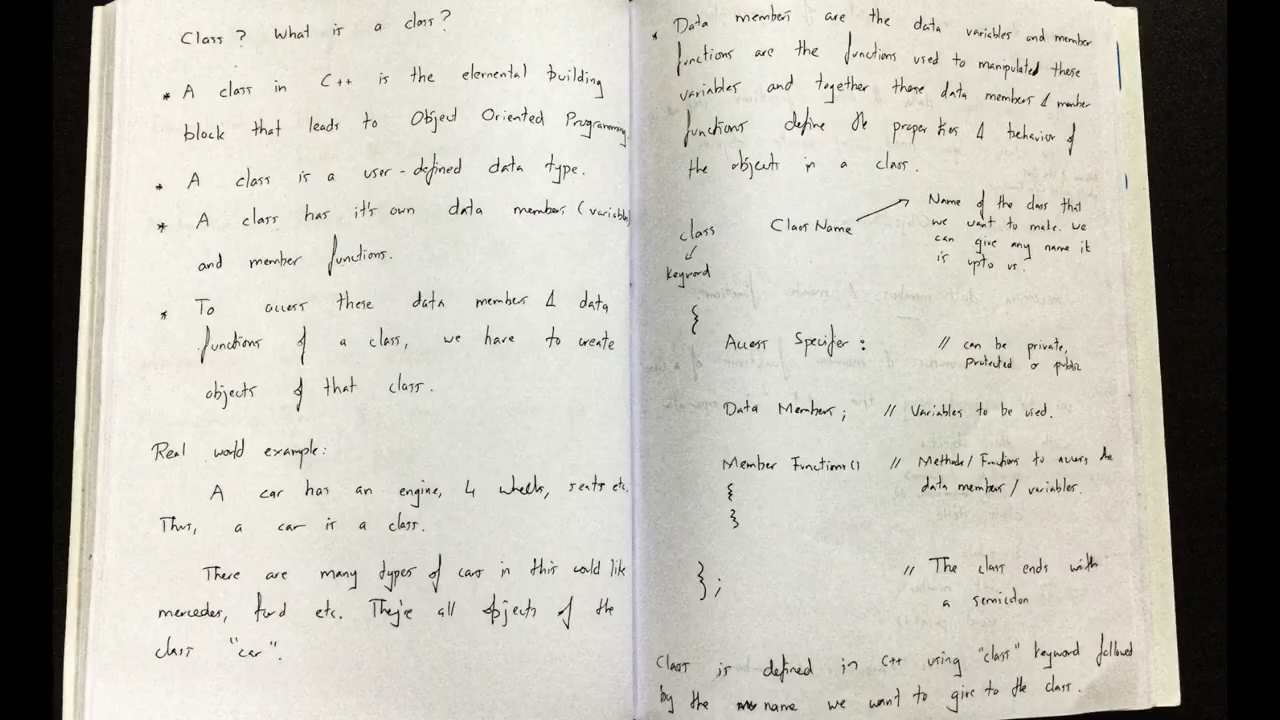 Class? What is a class?
* A class in C++ is the elemental building
block that leads to Object Oriented Programming.
* A class is a user-defined data type.
* A class has it's own data members (variables)
and member functions.
* To access these data members & data
functions of a class, we have to create
objects of that class.
Real world example:
A car has an engine, 4 wheels, seats etc.
Thus, a car is a class.
There are many types of cars in this world like
mercedes, ford etc. They're all objects of the
class "car".
* Data members are the data variables and member
functions are the functions used to manipulated these
variables and together these data members & member
functions define the properties & behavior of
the objects in a class.
class ClassName
Name of the class that
we want to make. we
can give any name it
is upto us.
keyword
{
Access Specifer: // can be private,
protected or public
Data Members; // Variables to be used.
Member Functions() // Methods/Functions to access the
data members/variables.
{
}
}; // The class ends with
a semicolon
Class is defined in C++ using "class" keyword followed
by the name we want to give to the class.